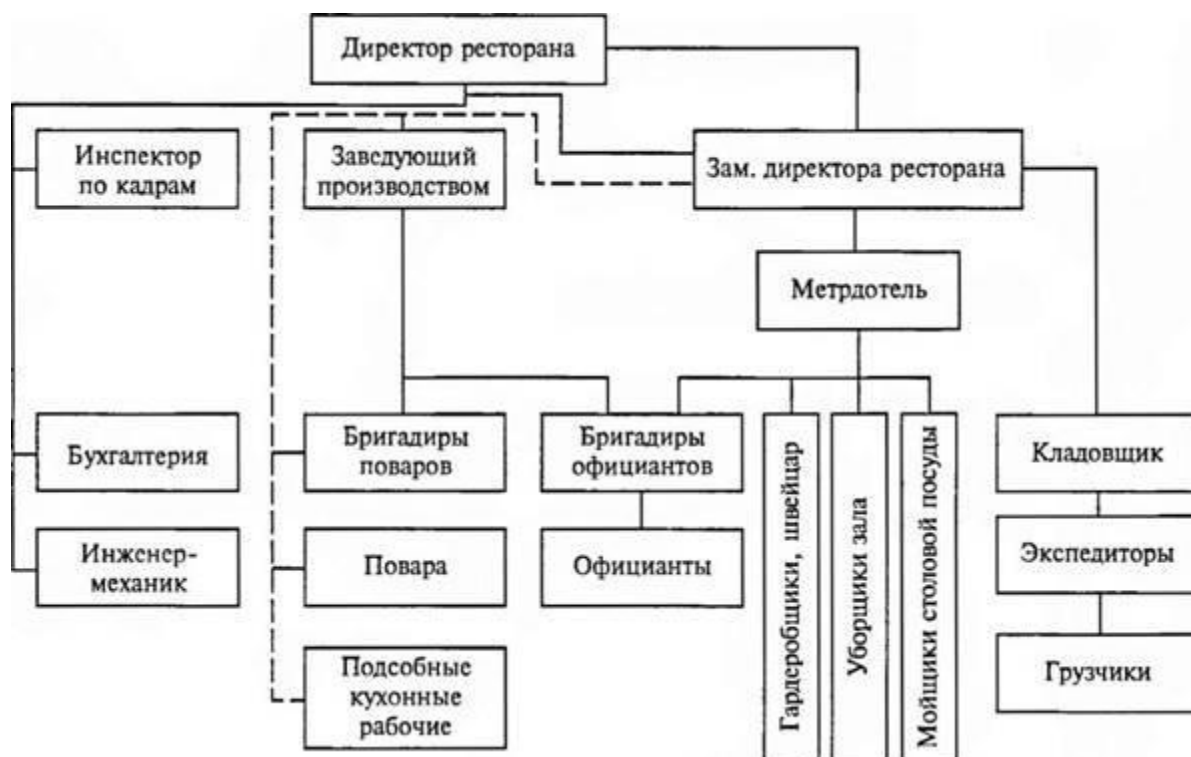 Директор ресторана
Инспектор
по кадрам
Заведующий
производством
Зам. директора ресторана
Метрдотель
Бухгалтерия
Бригадиры
поваров
Бригадиры
официантов
Гардеробщики, швейцар
Уборщики зала
Мойщики столовой посуды
Кладовщик
Инженер-
механик
Повара
Официанты
Экспедиторы
Подсобные
кухонные
рабочие
Грузчики